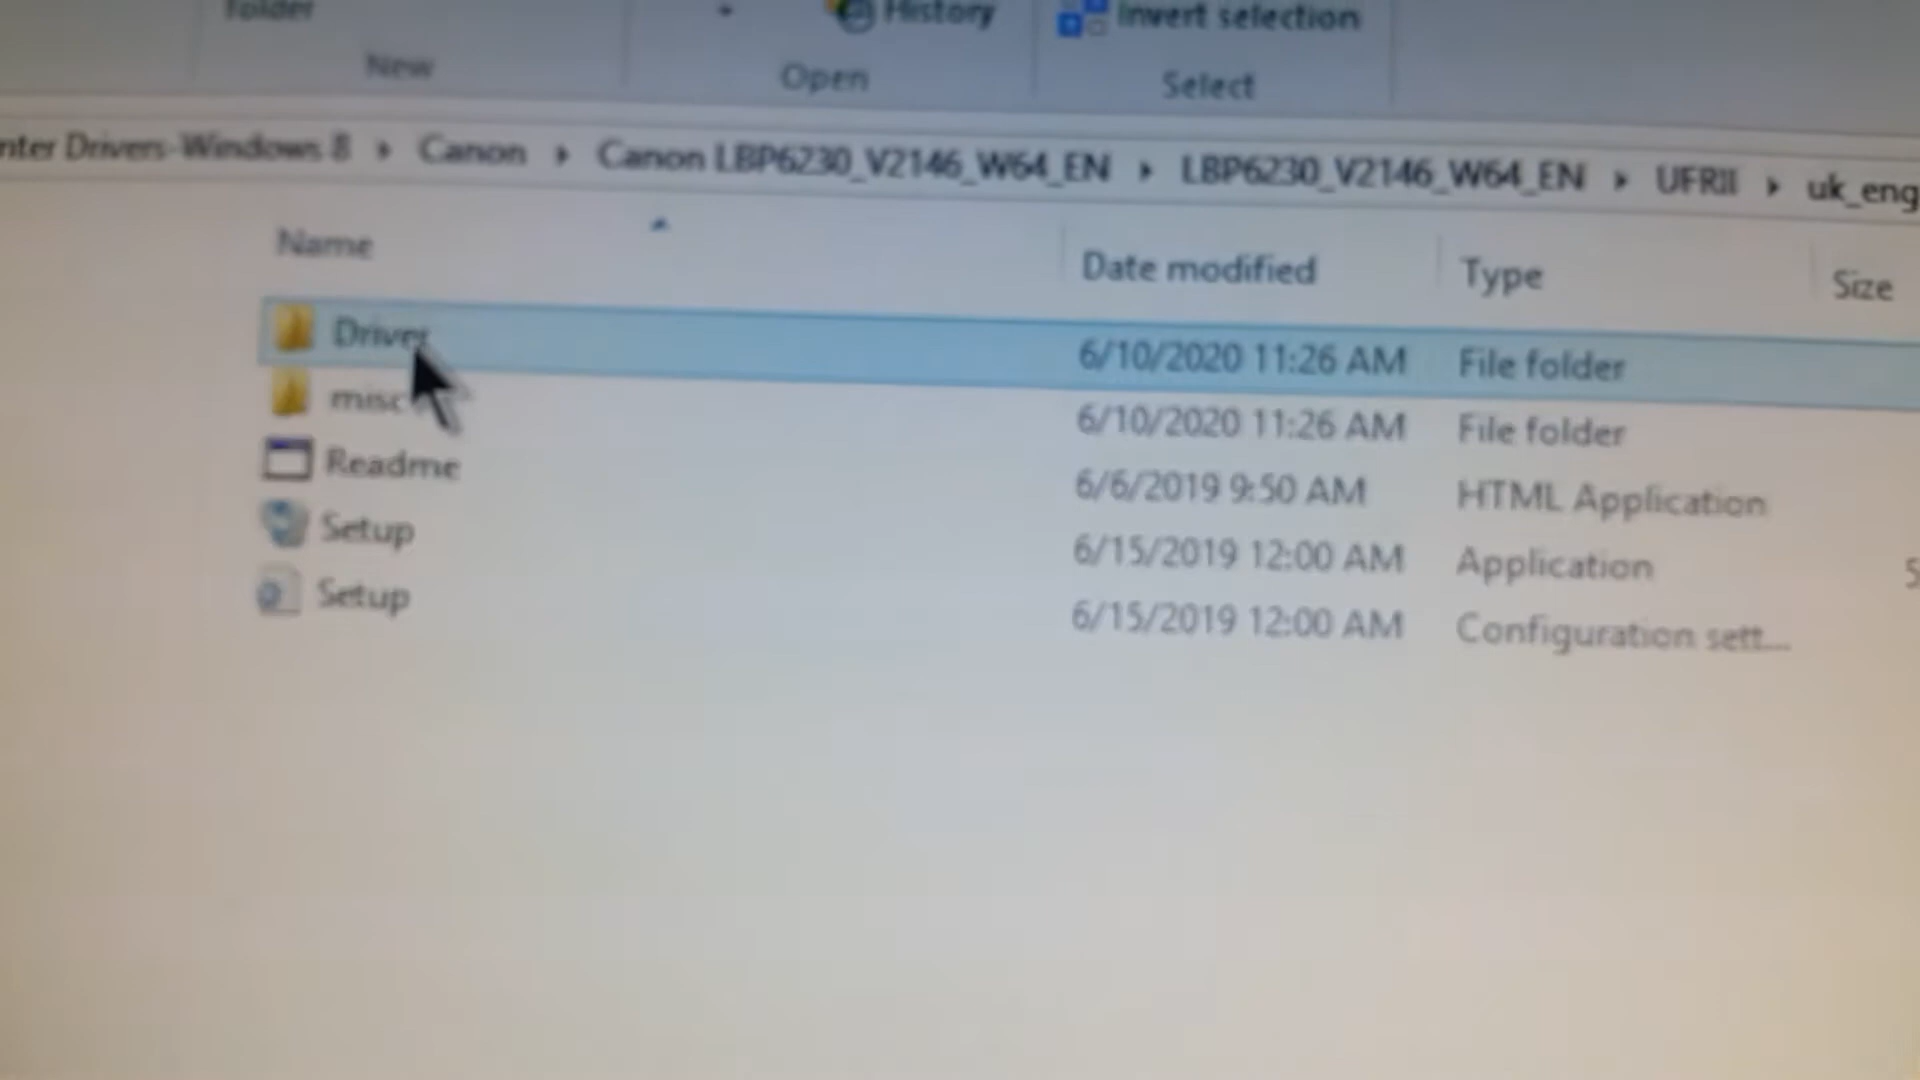 folder
History
Invert selection
New
Open
Select
nter Drivers-Windows 8 Canon Canon LBP6230_V2146_W64_EN LBP6230_V2146_W64_EN UFRII uk_eng
Name Date modified Type Size
Driver 6/10/2020 11:26 AM File folder
misc 6/10/2020 11:26 AM File folder
Readme 6/6/2019 9:50 AM HTML Application
Setup 6/15/2019 12:00 AM Application
Setup 6/15/2019 12:00 AM Configuration sett...